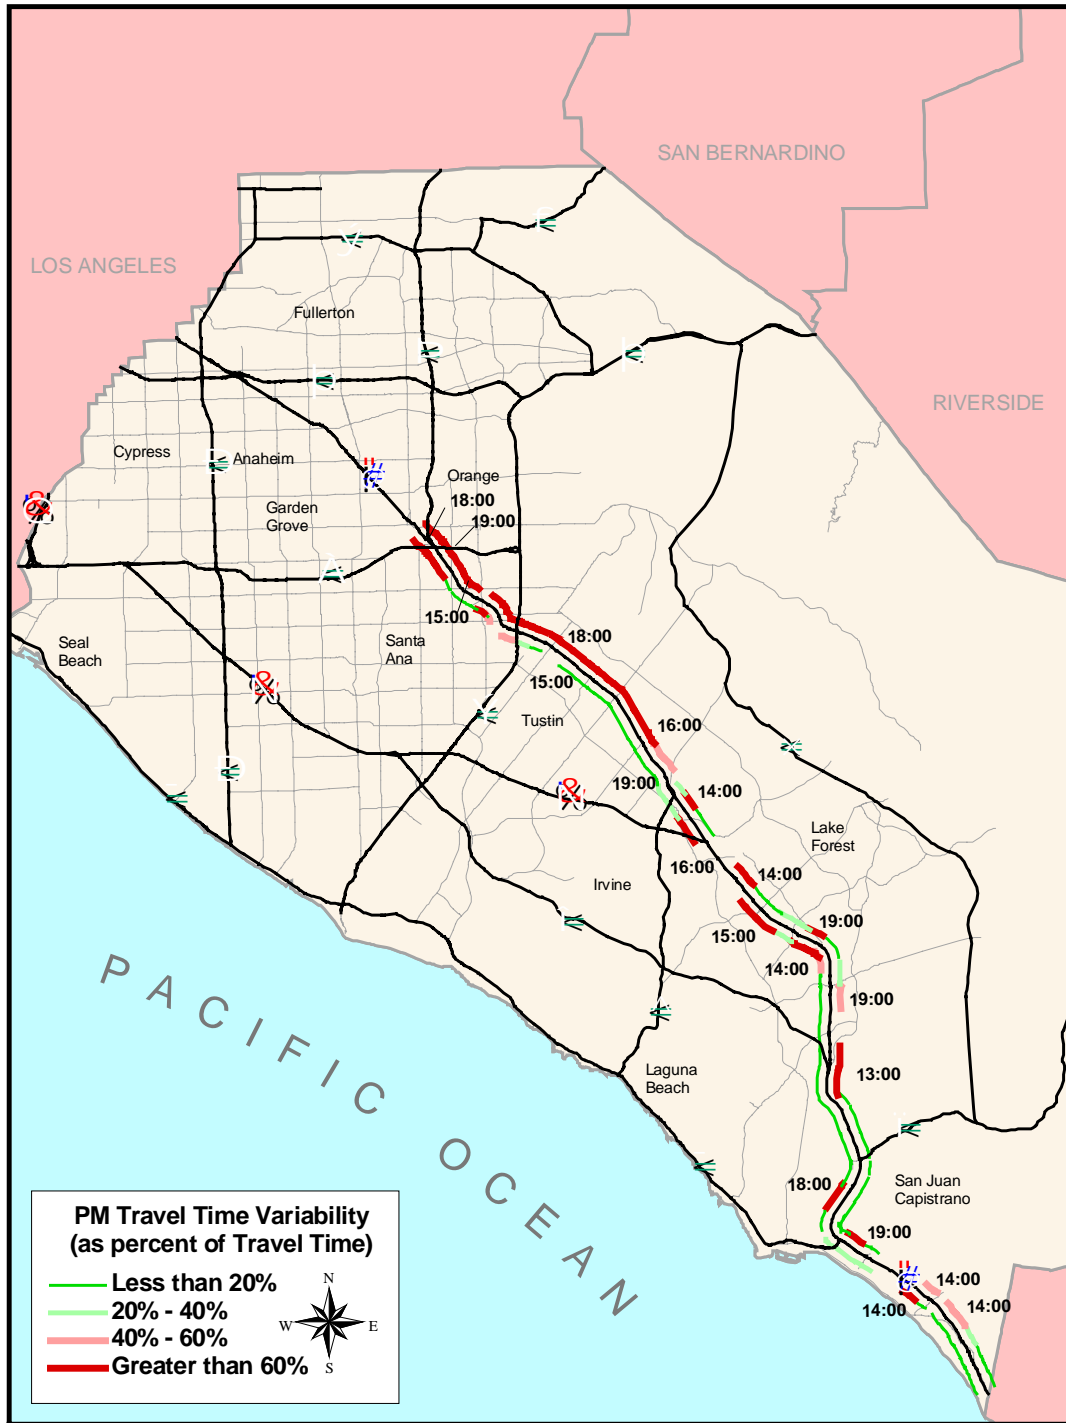 SAN BERNARDINO
LOS ANGELES
Fullerton
RIVERSIDE
Cypress
Anaheim
Orange
18:00
Garden
Grove
19:00
15:00
Seal
Beach
Santa
Ana
18:00
15:00
Tustin
16:00
19:00
14:00
Lake
Forest
16:00
14:00
Irvine
19:00
15:00
14:00
19:00
PACIFIC OCEAN
Laguna
Beach
13:00
18:00
San Juan
Capistrano
19:00
14:00
14:00
14:00
PM Travel Time Variability
(as percent of Travel Time)
Less than 20%
20% - 40%
40% - 60%
Greater than 60%
N
W
E
S